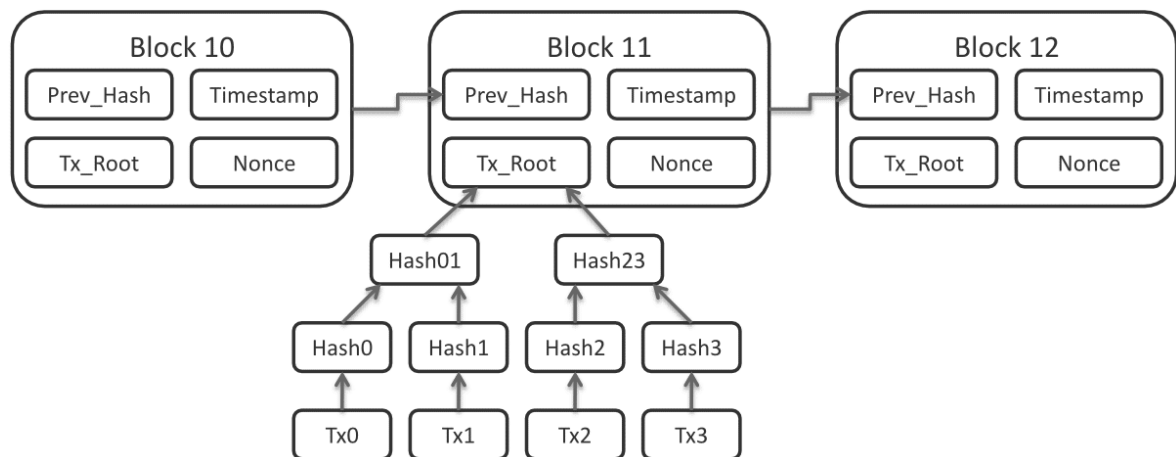 Block 10
Block 11
Block 12
Prev_Hash
Timestamp
Prev_Hash
Timestamp
Prev_Hash
Timestamp
Tx_Root
Nonce
Tx_Root
Nonce
Tx_Root
Nonce
Hash01
Hash23
Hash0
Hash1
Hash2
Hash3
Tx0
Tx1
Tx2
Tx3